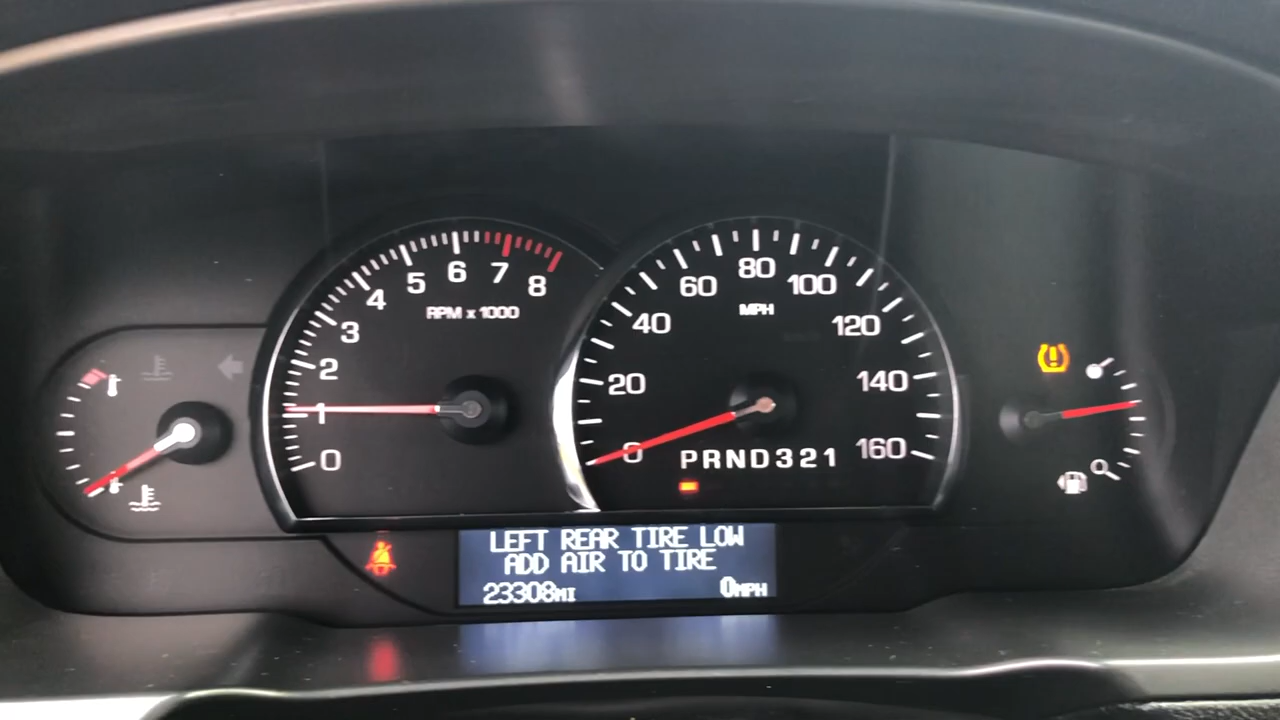 0 1 2 3 4 5 6 7 8
RPM x 1000
0 20 40 60 80 100 120 140 160
MPH
PRND321
LEFT REAR TIRE LOW
ADD AIR TO TIRE
23308MI 0MPH